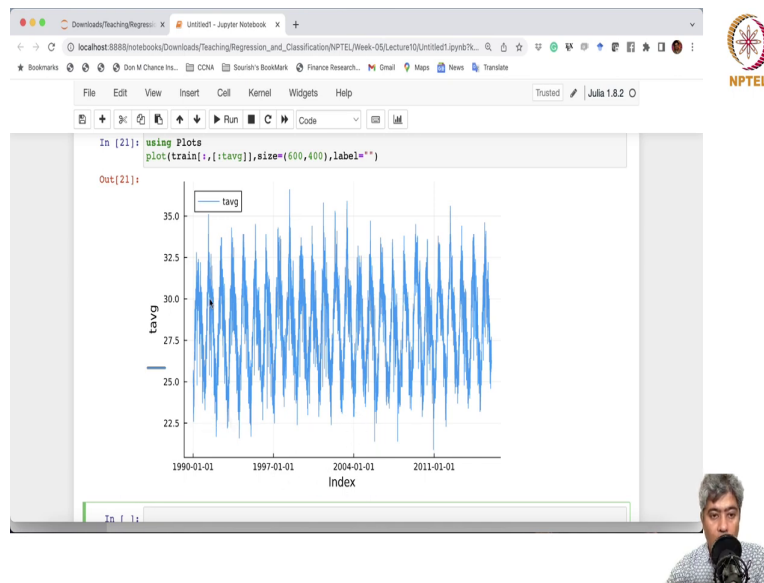 Downloads/Teaching/Regressi X
Untitled1 - Jupyter Notebook X +
localhost:8888/notebooks/Downloads/Teaching/Regression_and_Classification/NPTEL/Week-05/Lecture10/Untitled1.ipynb?k...
Bookmarks Don M Chance Ins... CCNA Sourish's BookMark Finance Research... Gmail Maps News Translate
File Edit View Insert Cell Kernel Widgets Help Trusted Julia 1.8.2
Run Code
NPTEL
In [21]: using Plots
plot(train[:,[:tavg]],size=(600,400),label="")
Out[21]:
tavg
35.0
32.5
30.0
27.5
25.0
22.5
tavg
1990-01-01 1997-01-01 2004-01-01 2011-01-01
Index
In [ ]: